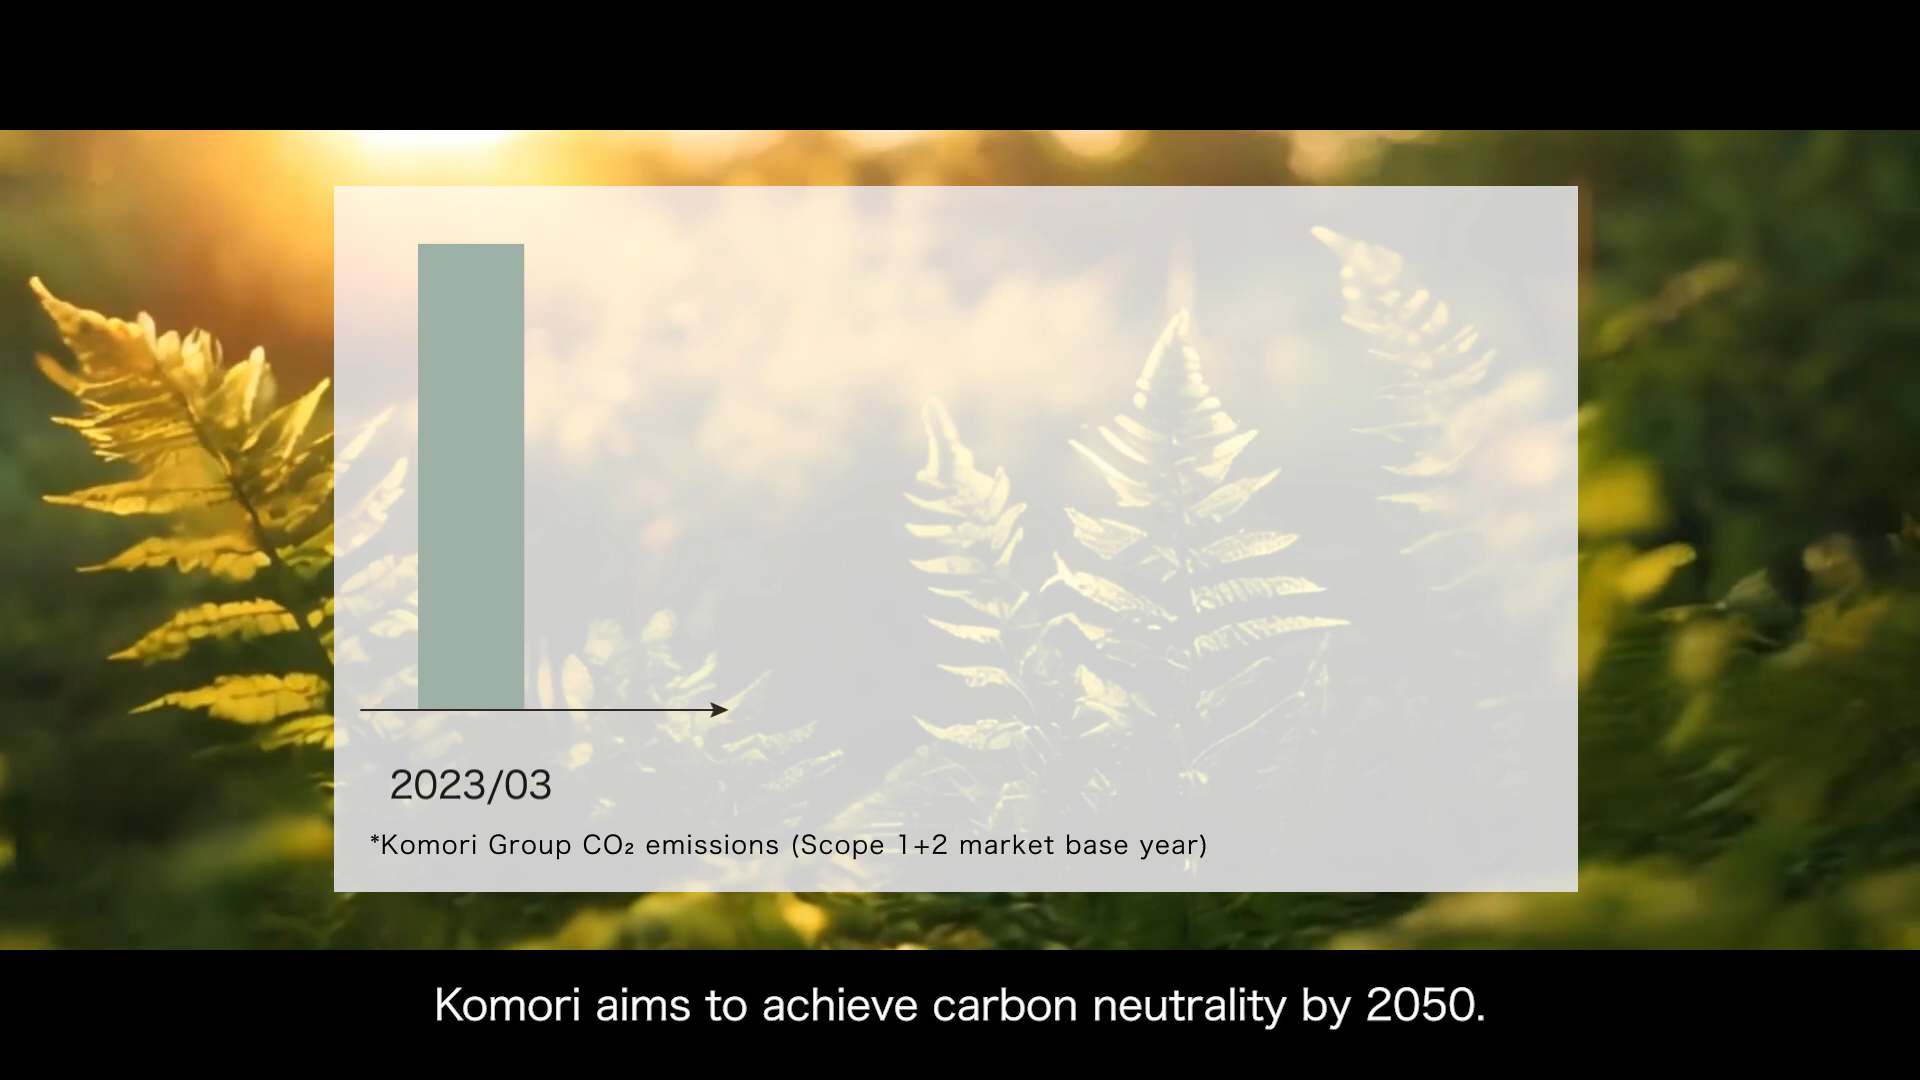 2023/03
*Komori Group CO₂ emissions (Scope 1+2 market base year)
Komori aims to achieve carbon neutrality by 2050.